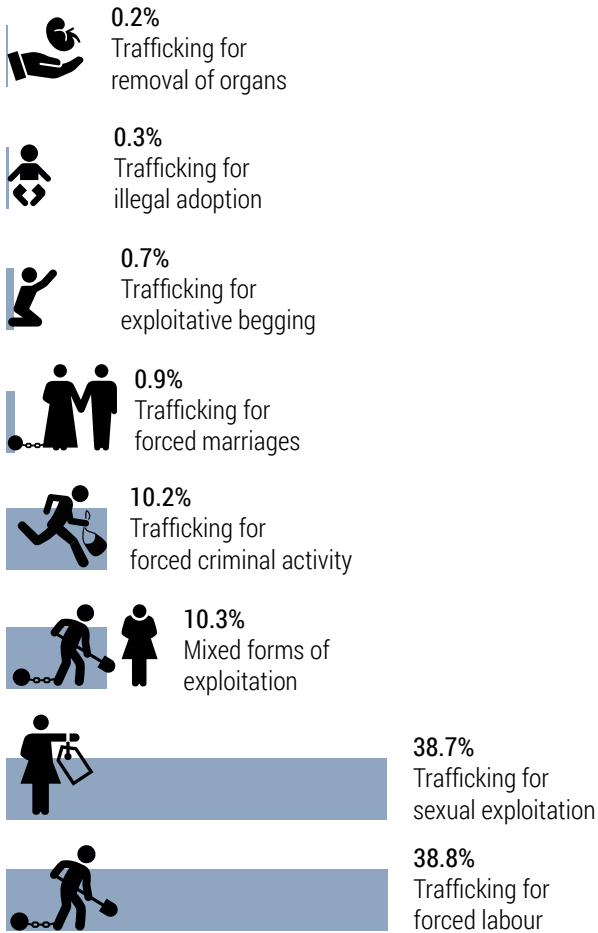 0.2%
Trafficking for
removal of organs
0.3%
Trafficking for
illegal adoption
0.7%
Trafficking for
exploitative begging
0.9%
Trafficking for
forced marriages
10.2%
Trafficking for
forced criminal activity
10.3%
Mixed forms of
exploitation
38.7%
Trafficking for
sexual exploitation
38.8%
Trafficking for
forced labour